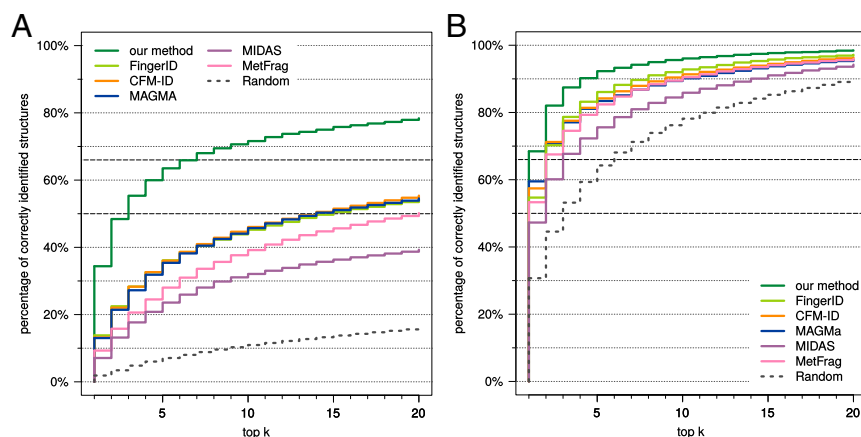 A
percentage of correctly identified structures
100%
80%
60%
40%
20%
0%
our method
FingerID
CFM-ID
MAGMA
MIDAS
MetFrag
Random
5
10
15
20
top k
B
percentage of correctly identified structures
100%
80%
60%
40%
20%
0%
our method
FingerID
CFM-ID
MAGMa
MIDAS
MetFrag
Random
5
10
15
20
top k